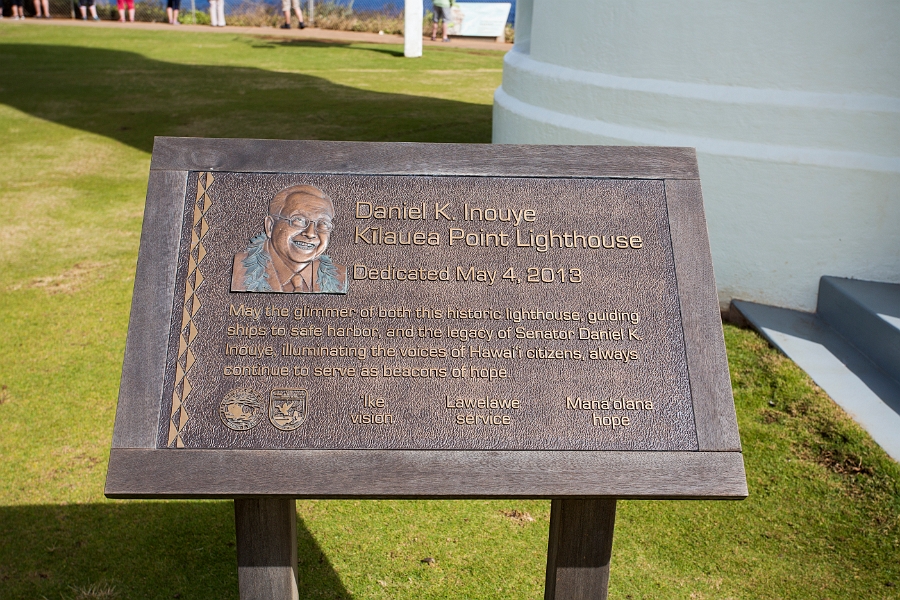 Daniel K. Inouye
Kīlauea Point Lighthouse
Dedicated May 4, 2013
May the glimmer of both this historic lighthouse, guiding
ships to safe harbor, and the legacy of Senator Daniel K.
Inouye, illuminating the voices of Hawai‘i citizens, always
continue to serve as beacons of hope.
‘Ike Lawelawe Mana‘olana
vision service hope